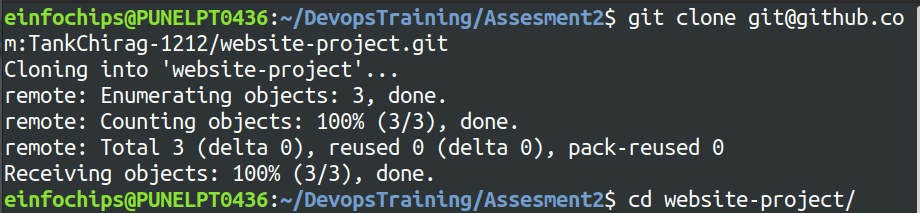 einfochips@PUNELPT0436:~/DevopsTraining/Assesment2$ git clone git@github.co
m:TankChirag-1212/website-project.git
Cloning into 'website-project'...
remote: Enumerating objects: 3, done.
remote: Counting objects: 100% (3/3), done.
remote: Total 3 (delta 0), reused 0 (delta 0), pack-reused 0
Receiving objects: 100% (3/3), done.
einfochips@PUNELPT0436:~/DevopsTraining/Assesment2$ cd website-project/